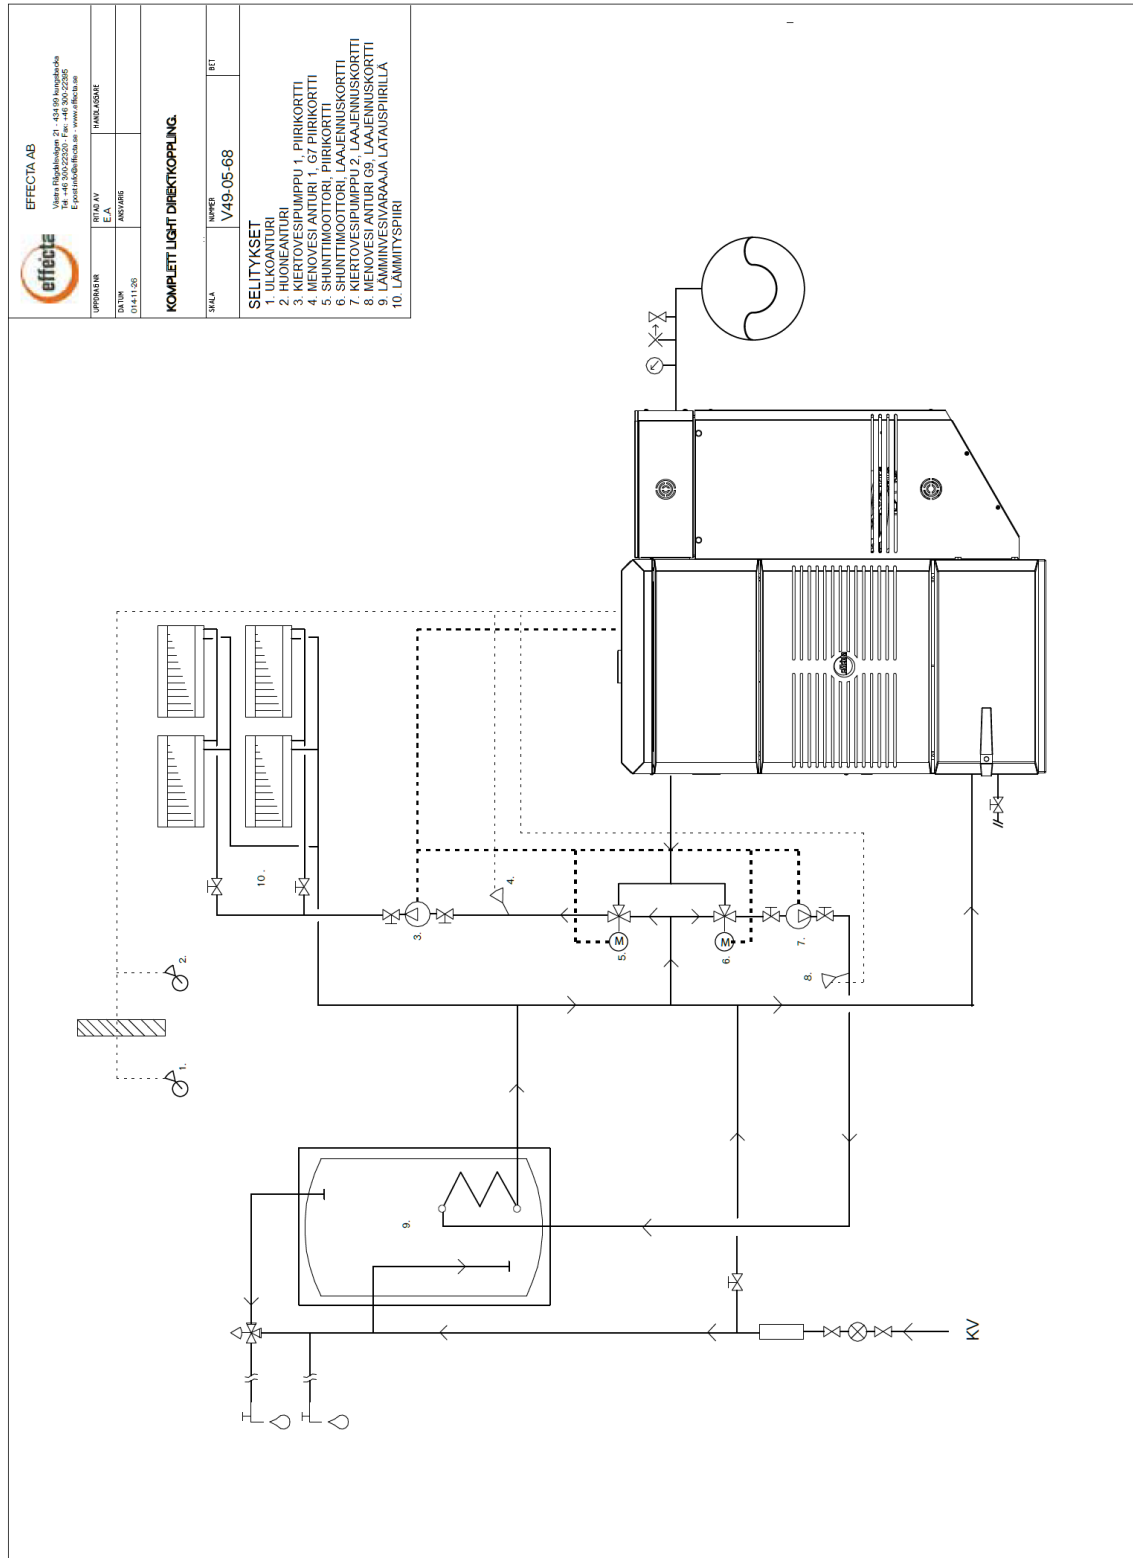 effecta
EFFECTA AB
Västra Rågdalsvägen 21 - 434 99 kungsbacka
Tel: +46 300-22320 - Fax: +46 300-22395
E-post:info@effecta.se - www.effecta.se
UPPDRAG NR
RITAD AV
E.A
HANDLÄGGARE
DATUM
014-11-26
ANSVARIG
KOMPLETT LIGHT DIREKTKOPPLING.
SKALA
NUMMER
V49-05-68
BET
SELITYKSET
1. ULKOANTURI
2. HUONEANTURI
3. KIERTOVESIPUMPPU 1, PIIRIKORTTI
4. MENOVESI ANTURI 1, G7 PIIRIKORTTI
5. SHUNTTIMOOTTORI, PIIRIKORTTI
6. SHUNTTIMOOTTORI, LAAJENNUSKORTTI
7. KIERTOVESIPUMPPU 2, LAAJENNUSKORTTI
8. MENOVESI ANTURI G9, LAAJENNUSKORTTI
9. LÄMMINVESIVARAAJA LATAUSPIIRILLÄ
10. LÄMMITYSPIIRI
1.
2.
10.
3.
4.
5.
M
6.
M
7.
8.
9.
KV
effecta